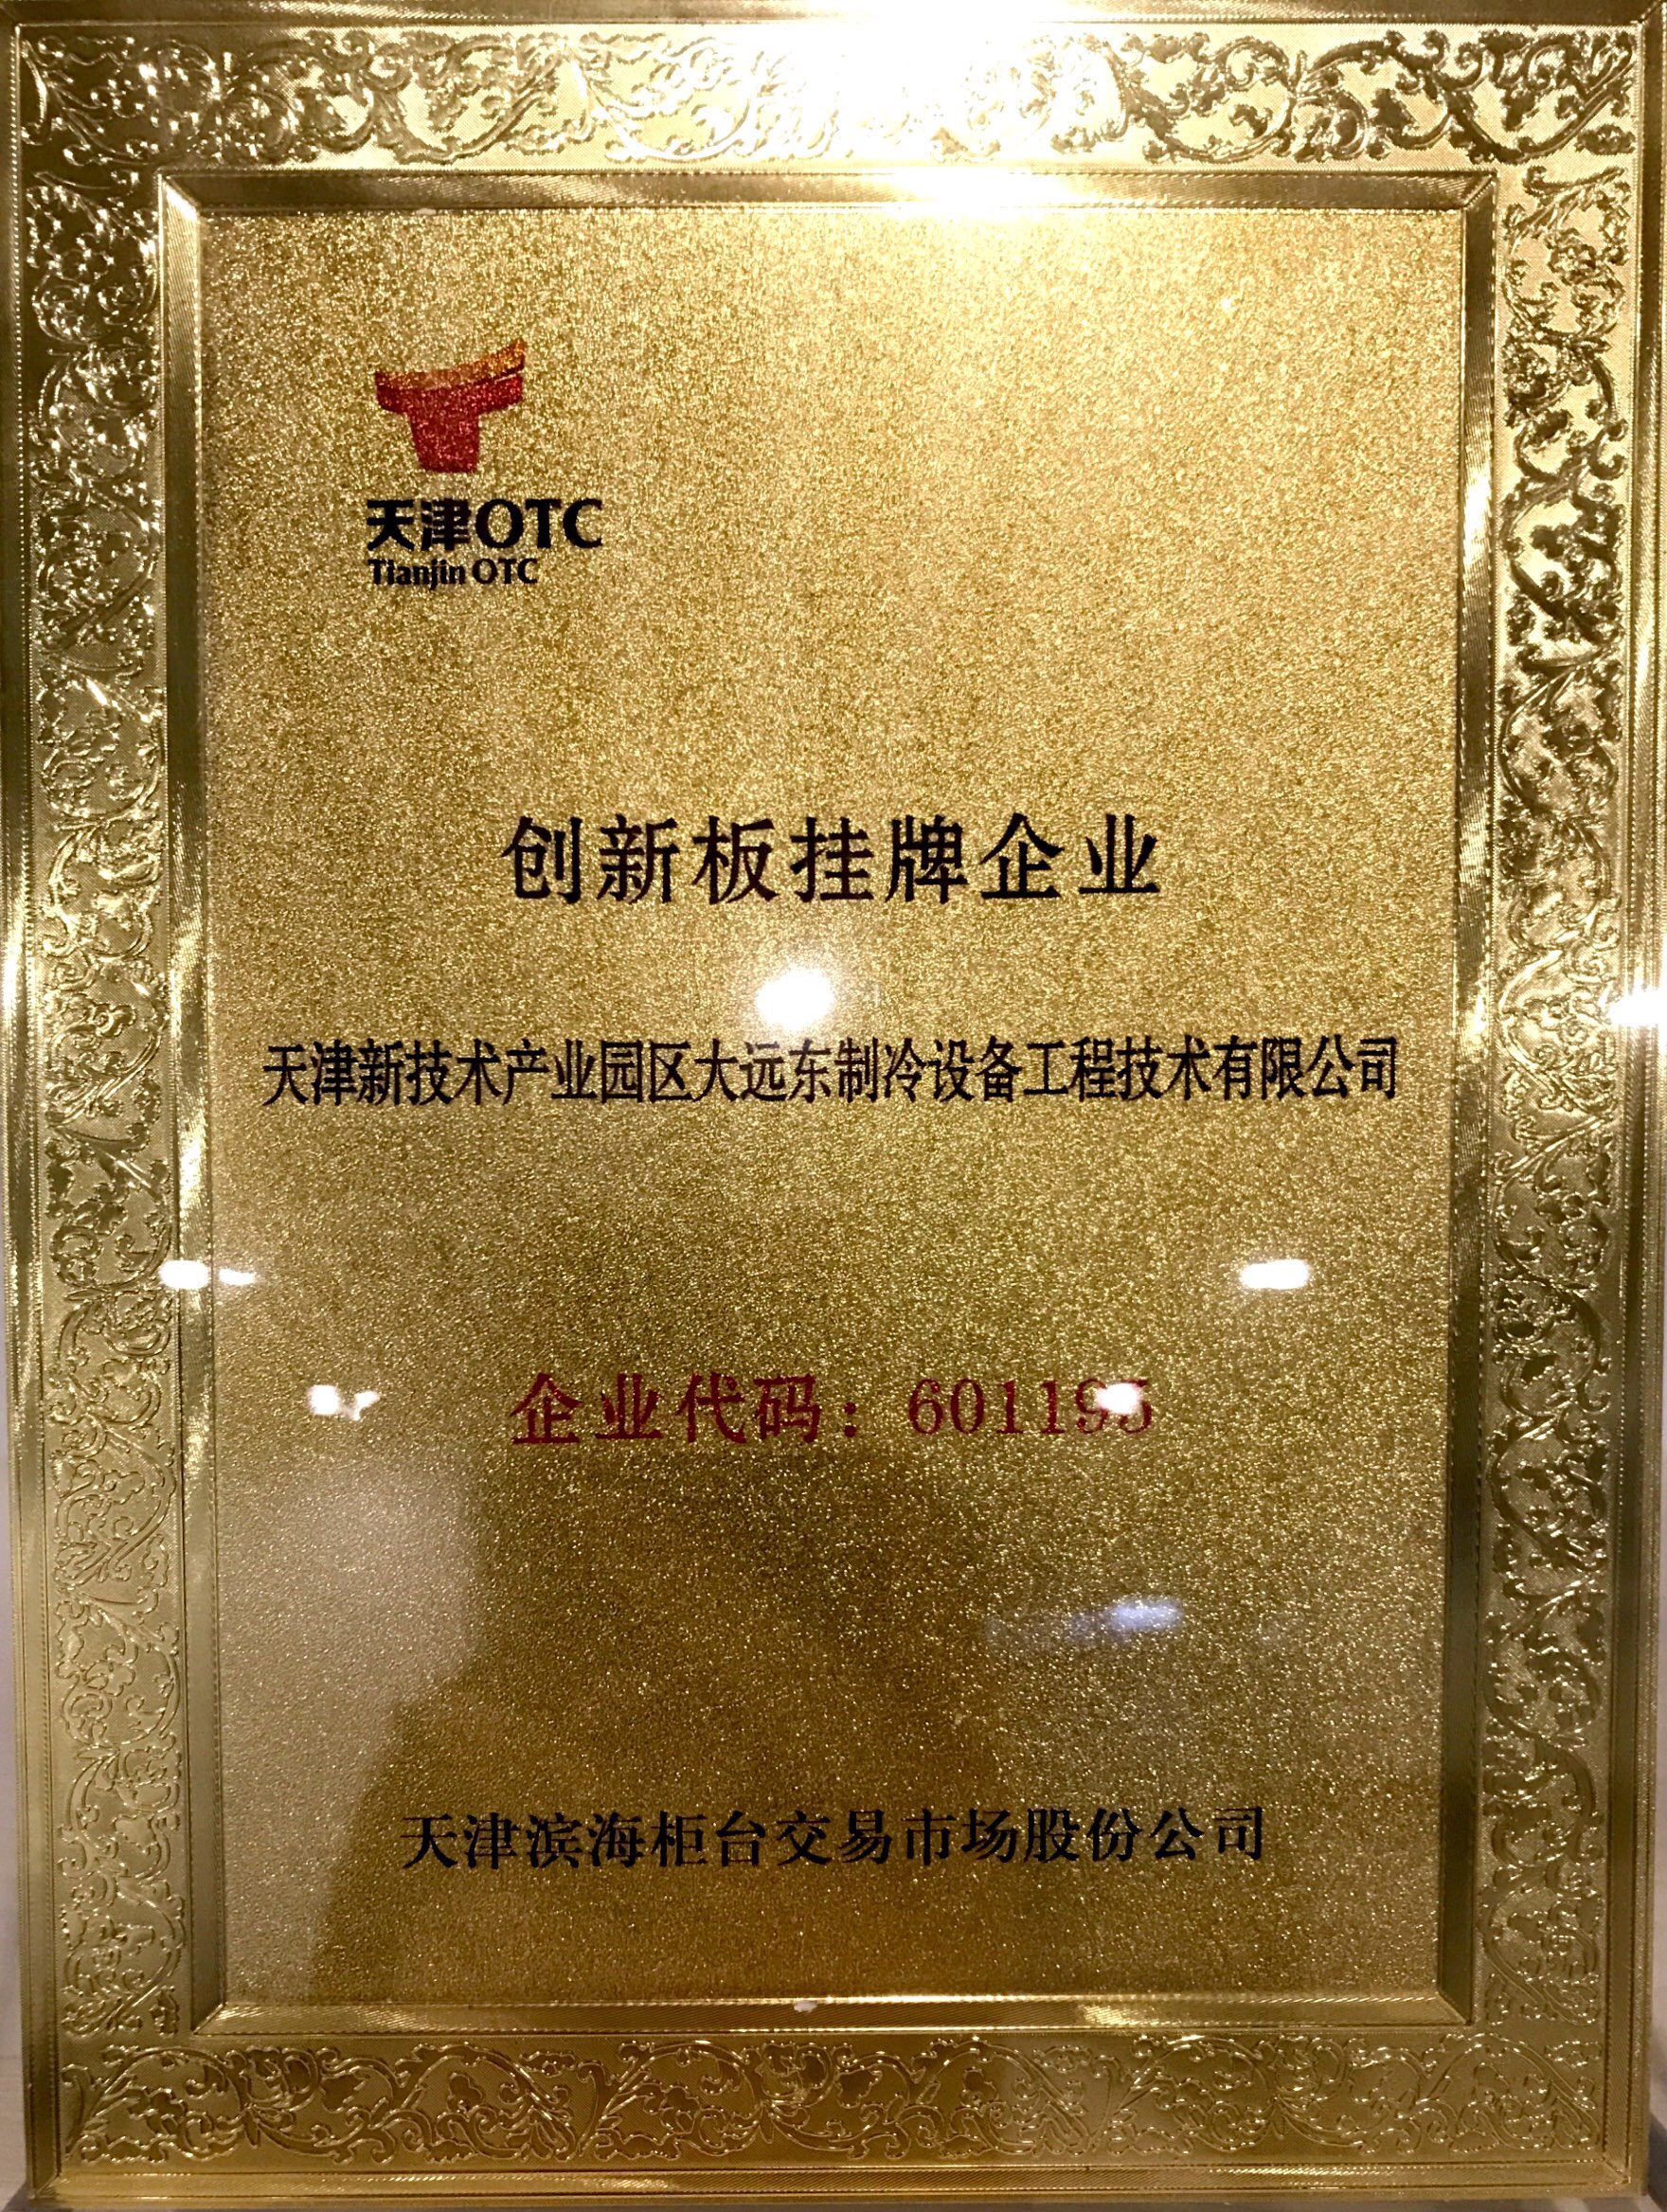 天津OTC
Tianjin OTC
创新板挂牌企业
天津新技术产业园区大远东制冷设备工程技术有限公司
企业代码：601195
天津滨海柜台交易市场股份公司